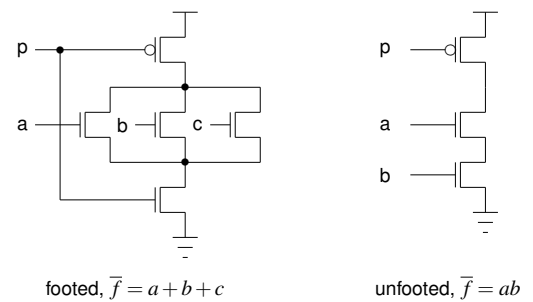 p p
a b c a
b
footed, f̅ = a+b+c unfooted, f̅ = ab